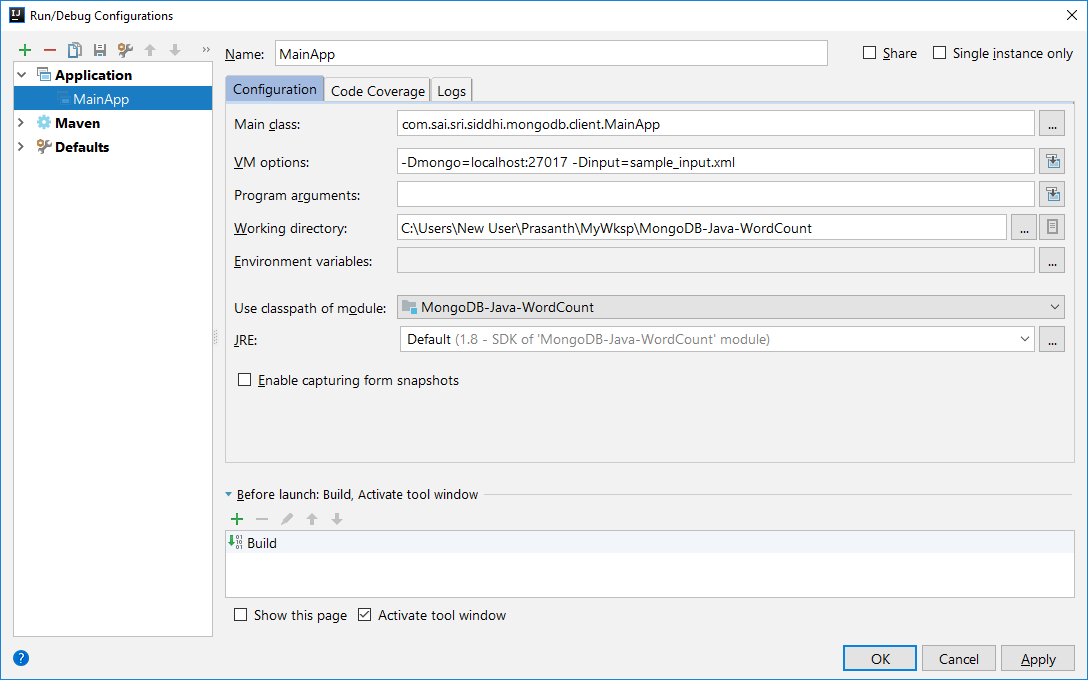 Run/Debug Configurations
Name: MainApp Share Single instance only
Application
MainApp
Maven
Defaults
Configuration Code Coverage Logs
Main class: com.sai.sri.siddhi.mongodb.client.MainApp ...
VM options: -Dmongo=localhost:27017 -Dinput=sample_input.xml
Program arguments:
Working directory: C:\Users\New User\Prasanth\MyWksp\MongoDB-Java-WordCount ...
Environment variables: ...
Use classpath of module: MongoDB-Java-WordCount
JRE: Default (1.8 - SDK of 'MongoDB-Java-WordCount' module) ...
Enable capturing form snapshots
Before launch: Build, Activate tool window
Build
Show this page Activate tool window
? OK Cancel Apply